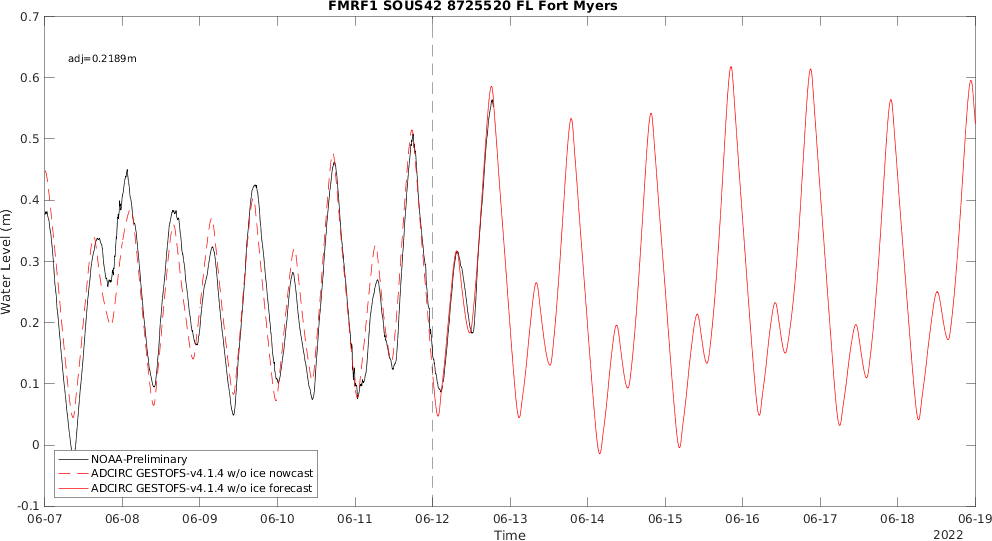 FMRF1 SOUS42 8725520 FL Fort Myers
0.7
adj=0.2189m
0.6
0.5
0.4
0.3
0.2
0.1
0
-0.1
Water Level (m)
NOAA-Preliminary
ADCIRC GESTOFS-v4.1.4 w/o ice nowcast
ADCIRC GESTOFS-v4.1.4 w/o ice forecast
06-07 06-08 06-09 06-10 06-11 06-12 06-13 06-14 06-15 06-16 06-17 06-18 06-19
Time
2022